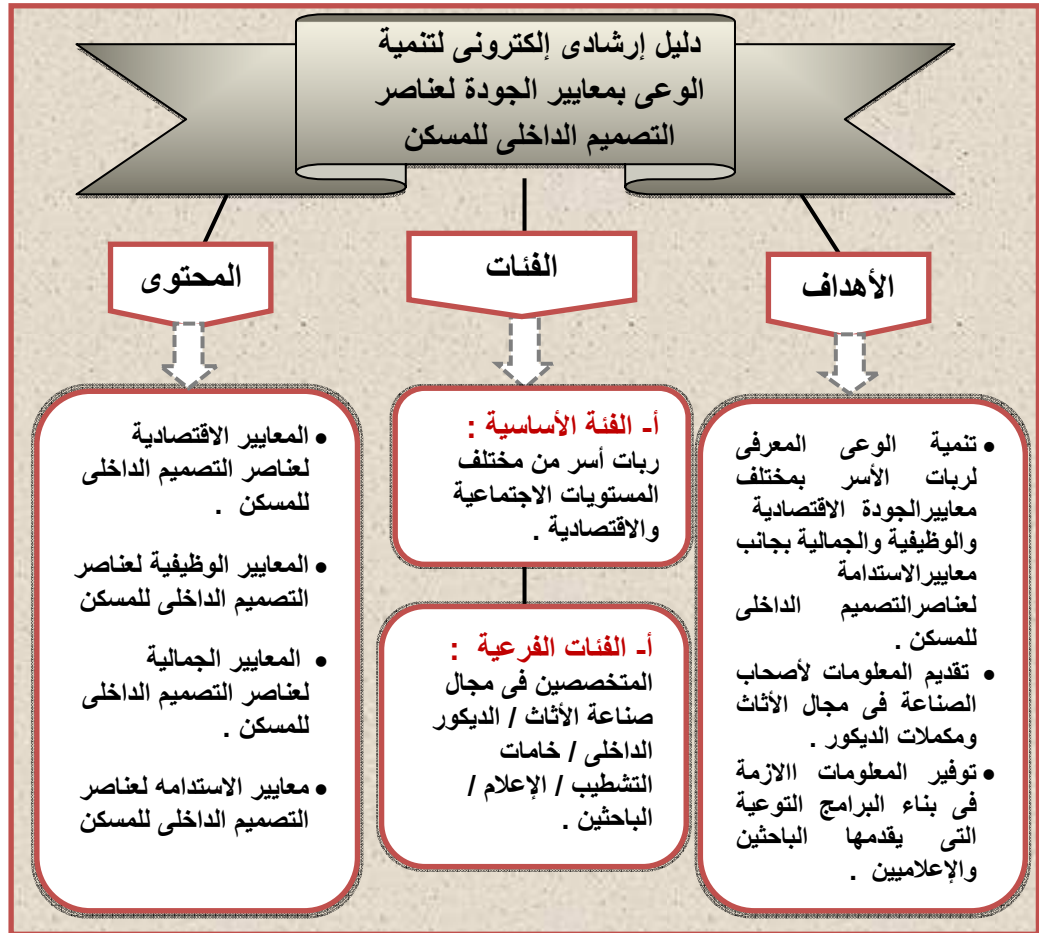 دليل إرشادى إلكترونى لتنمية
الوعى بمعايير الجودة لعناصر
التصميم الداخلى للمسكن
الأهداف
الفئات
المحتوى
• تنمية الوعى المعرفى
لربات الأسر بمختلف
معاييرالجودة الاقتصادية
والوظيفية والجمالية بجانب
معاييرالاستدامة
لعناصرالتصميم الداخلى
للمسكن .
• تقديم المعلومات لأصحاب
الصناعة فى مجال الأثاث
ومكملات الديكور .
• توفير المعلومات االازمة
فى بناء البرامج التوعية
التى يقدمها الباحثين
والإعلاميين .
أ- الفئة الأساسية :
ربات أسر من مختلف
المستويات الاجتماعية
والاقتصادية .
أ- الفئات الفرعية :
المتخصصين فى مجال
صناعة الأثاث / الديكور
الداخلى / خامات
التشطيب / الإعلام /
الباحثين .
• المعايير الاقتصادية
لعناصر التصميم الداخلى
للمسكن .
• المعايير الوظيفية لعناصر
التصميم الداخلى للمسكن
• المعايير الجمالية
لعناصر التصميم الداخلى
للمسكن .
• معايير الاستدامه لعناصر
التصميم الداخلى للمسكن